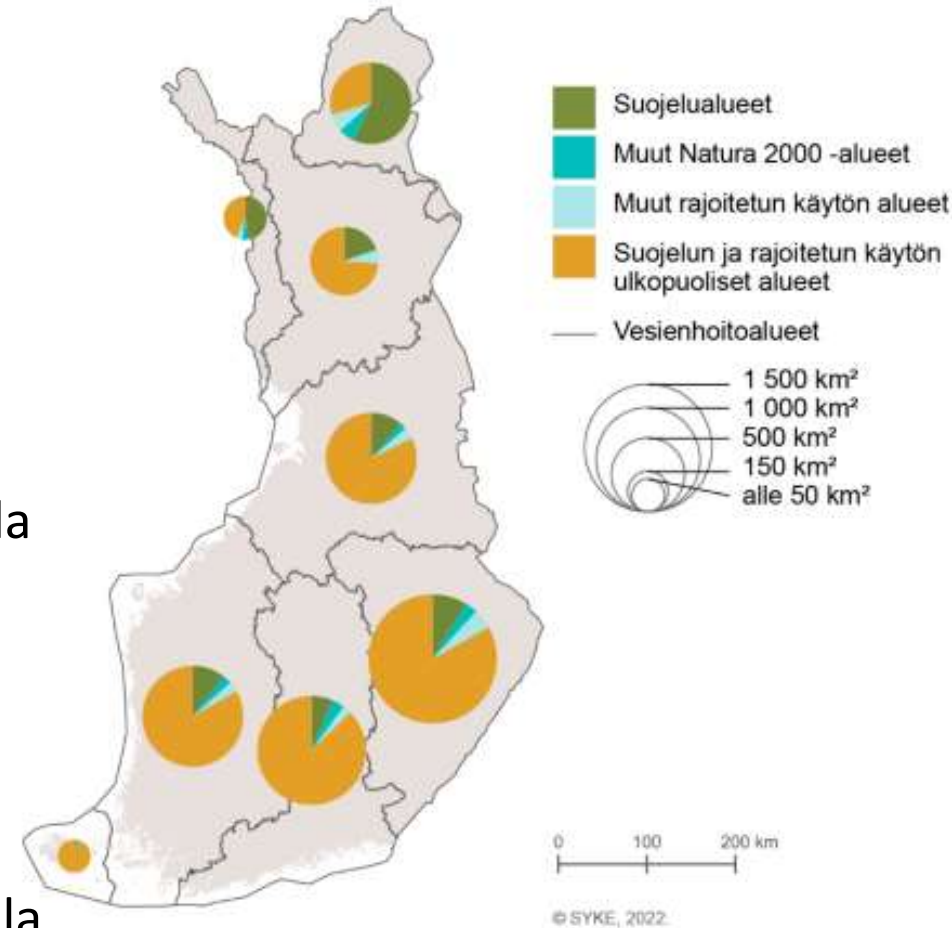 Suojelualueet
Muut Natura 2000 -alueet
Muut rajoitetun käytön alueet
Suojelun ja rajoitetun käytön
ulkopuoliset alueet
Vesienhoitoalueet
1 500 km²
1 000 km²
500 km²
150 km²
alle 50 km²
la
0 100 200 km
© SYKE, 2022.
la